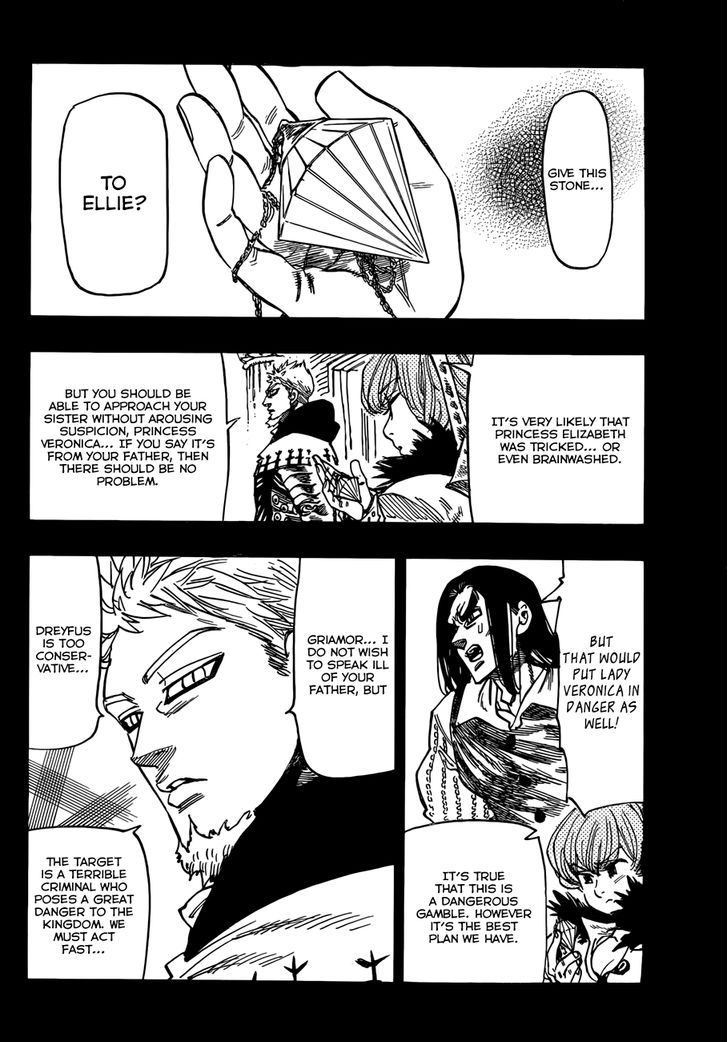 GIVE THIS
STONE...
TO
ELLIE?
IT'S VERY LIKELY THAT
PRINCESS ELIZABETH
WAS TRICKED... OR
EVEN BRAINWASHED.
BUT YOU SHOULD BE
ABLE TO APPROACH YOUR
SISTER WITHOUT AROUSING
SUSPICION, PRINCESS
VERONICA... IF YOU SAY IT'S
FROM YOUR FATHER, THEN
THERE SHOULD BE NO
PROBLEM.
BUT
THAT WOULD
PUT LADY
VERONICA IN
DANGER AS
WELL!
IT'S TRUE
THAT THIS IS
A DANGEROUS
GAMBLE. HOWEVER
IT'S THE BEST
PLAN WE HAVE.
GRIAMOR... I
DO NOT WISH
TO SPEAK ILL
OF YOUR
FATHER, BUT
DREYFUS
IS TOO
CONSER-
VATIVE...
THE TARGET
IS A TERRIBLE
CRIMINAL WHO
POSES A GREAT
DANGER TO THE
KINGDOM. WE
MUST ACT
FAST...